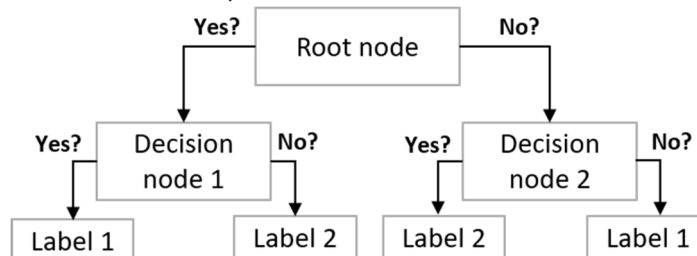 Yes?
Root node
No?
Yes?
Decision
node 1
No?
Yes?
Decision
node 2
No?
Label 1
Label 2
Label 2
Label 1